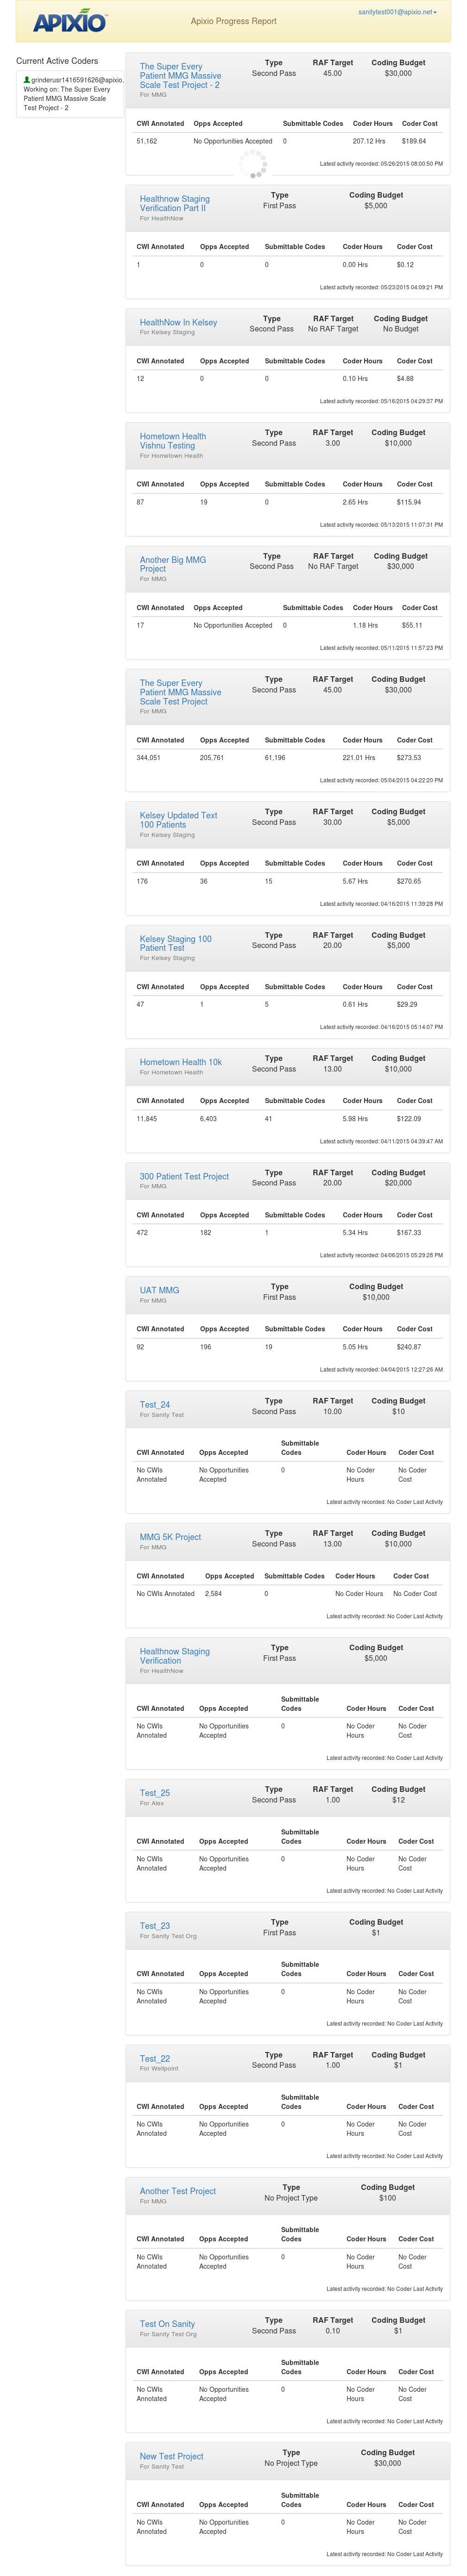 APIXIO
Apixio Progress Report
sanitytest001@apixio.net
Current Active Coders
grinderusr1416591626@apixio.
Working on: The Super Every
Patient MMG Massive Scale
Test Project - 2
The Super Every
Patient MMG Massive
Scale Test Project - 2
For MMG
Type RAF Target Coding Budget
Second Pass 45.00 $30,000
CWI Annotated Opps Accepted Submittable Codes Coder Hours Coder Cost
51,162 No Opportunities Accepted 0 207.12 Hrs $189.64
Latest activity recorded: 05/26/2015 08:00:50 PM
Healthnow Staging
Verification Part II
For HealthNow
Type Coding Budget
First Pass $5,000
CWI Annotated Opps Accepted Submittable Codes Coder Hours Coder Cost
1 0 0 0.00 Hrs $0.12
Latest activity recorded: 05/23/2015 04:09:21 PM
HealthNow In Kelsey
For Kelsey Staging
Type RAF Target Coding Budget
Second Pass No RAF Target No Budget
CWI Annotated Opps Accepted Submittable Codes Coder Hours Coder Cost
12 0 0 0.10 Hrs $4.88
Latest activity recorded: 05/16/2015 04:29:37 PM
Hometown Health
Vishnu Testing
For Hometown Health
Type RAF Target Coding Budget
Second Pass 3.00 $10,000
CWI Annotated Opps Accepted Submittable Codes Coder Hours Coder Cost
87 19 0 2.65 Hrs $115.94
Latest activity recorded: 05/13/2015 11:07:31 PM
Another Big MMG
Project
For MMG
Type RAF Target Coding Budget
Second Pass No RAF Target $30,000
CWI Annotated Opps Accepted Submittable Codes Coder Hours Coder Cost
17 No Opportunities Accepted 0 1.18 Hrs $55.11
Latest activity recorded: 05/11/2015 11:57:23 PM
The Super Every
Patient MMG Massive
Scale Test Project
For MMG
Type RAF Target Coding Budget
Second Pass 45.00 $30,000
CWI Annotated Opps Accepted Submittable Codes Coder Hours Coder Cost
344,051 205,761 61,196 221.01 Hrs $273.53
Latest activity recorded: 05/04/2015 04:22:20 PM
Kelsey Updated Text
100 Patients
For Kelsey Staging
Type RAF Target Coding Budget
Second Pass 30.00 $5,000
CWI Annotated Opps Accepted Submittable Codes Coder Hours Coder Cost
176 36 15 5.67 Hrs $270.65
Latest activity recorded: 04/16/2015 11:39:28 PM
Kelsey Staging 100
Patient Test
For Kelsey Staging
Type RAF Target Coding Budget
Second Pass 20.00 $5,000
CWI Annotated Opps Accepted Submittable Codes Coder Hours Coder Cost
47 1 5 0.61 Hrs $29.29
Latest activity recorded: 04/16/2015 05:14:07 PM
Hometown Health 10k
For Hometown Health
Type RAF Target Coding Budget
Second Pass 13.00 $10,000
CWI Annotated Opps Accepted Submittable Codes Coder Hours Coder Cost
11,845 6,403 41 5.98 Hrs $122.09
Latest activity recorded: 04/11/2015 04:39:47 AM
300 Patient Test Project
For MMG
Type RAF Target Coding Budget
Second Pass 20.00 $20,000
CWI Annotated Opps Accepted Submittable Codes Coder Hours Coder Cost
472 182 1 5.34 Hrs $167.33
Latest activity recorded: 04/06/2015 05:29:28 PM
UAT MMG
For MMG
Type Coding Budget
First Pass $10,000
CWI Annotated Opps Accepted Submittable Codes Coder Hours Coder Cost
92 196 19 5.05 Hrs $240.87
Latest activity recorded: 04/04/2015 12:27:26 AM
Test_24
For Sanity Test
Type RAF Target Coding Budget
Second Pass 10.00 $10
CWI Annotated Opps Accepted Submittable Codes Coder Hours Coder Cost
No CWIs Annotated No Opportunities Accepted 0 No Coder Hours No Coder Cost
Latest activity recorded: No Coder Last Activity
MMG 5K Project
For MMG
Type RAF Target Coding Budget
Second Pass 13.00 $10,000
CWI Annotated Opps Accepted Submittable Codes Coder Hours Coder Cost
No CWIs Annotated 2,584 0 No Coder Hours No Coder Cost
Latest activity recorded: No Coder Last Activity
Healthnow Staging
Verification
For HealthNow
Type Coding Budget
First Pass $5,000
CWI Annotated Opps Accepted Submittable Codes Coder Hours Coder Cost
No CWIs Annotated No Opportunities Accepted 0 No Coder Hours No Coder Cost
Latest activity recorded: No Coder Last Activity
Test_25
For Alex
Type RAF Target Coding Budget
Second Pass 1.00 $12
CWI Annotated Opps Accepted Submittable Codes Coder Hours Coder Cost
No CWIs Annotated No Opportunities Accepted 0 No Coder Hours No Coder Cost
Latest activity recorded: No Coder Last Activity
Test_23
For Sanity Test Org
Type Coding Budget
First Pass $1
CWI Annotated Opps Accepted Submittable Codes Coder Hours Coder Cost
No CWIs Annotated No Opportunities Accepted 0 No Coder Hours No Coder Cost
Latest activity recorded: No Coder Last Activity
Test_22
For Wellpoint
Type RAF Target Coding Budget
Second Pass 1.00 $1
CWI Annotated Opps Accepted Submittable Codes Coder Hours Coder Cost
No CWIs Annotated No Opportunities Accepted 0 No Coder Hours No Coder Cost
Latest activity recorded: No Coder Last Activity
Another Test Project
For MMG
Type Coding Budget
No Project Type $100
CWI Annotated Opps Accepted Submittable Codes Coder Hours Coder Cost
No CWIs Annotated No Opportunities Accepted 0 No Coder Hours No Coder Cost
Latest activity recorded: No Coder Last Activity
Test On Sanity
For Sanity Test Org
Type RAF Target Coding Budget
Second Pass 0.10 $1
CWI Annotated Opps Accepted Submittable Codes Coder Hours Coder Cost
No CWIs Annotated No Opportunities Accepted 0 No Coder Hours No Coder Cost
Latest activity recorded: No Coder Last Activity
New Test Project
For Sanity Test
Type Coding Budget
No Project Type $30,000
CWI Annotated Opps Accepted Submittable Codes Coder Hours Coder Cost
No CWIs Annotated No Opportunities Accepted 0 No Coder Hours No Coder Cost
Latest activity recorded: No Coder Last Activity